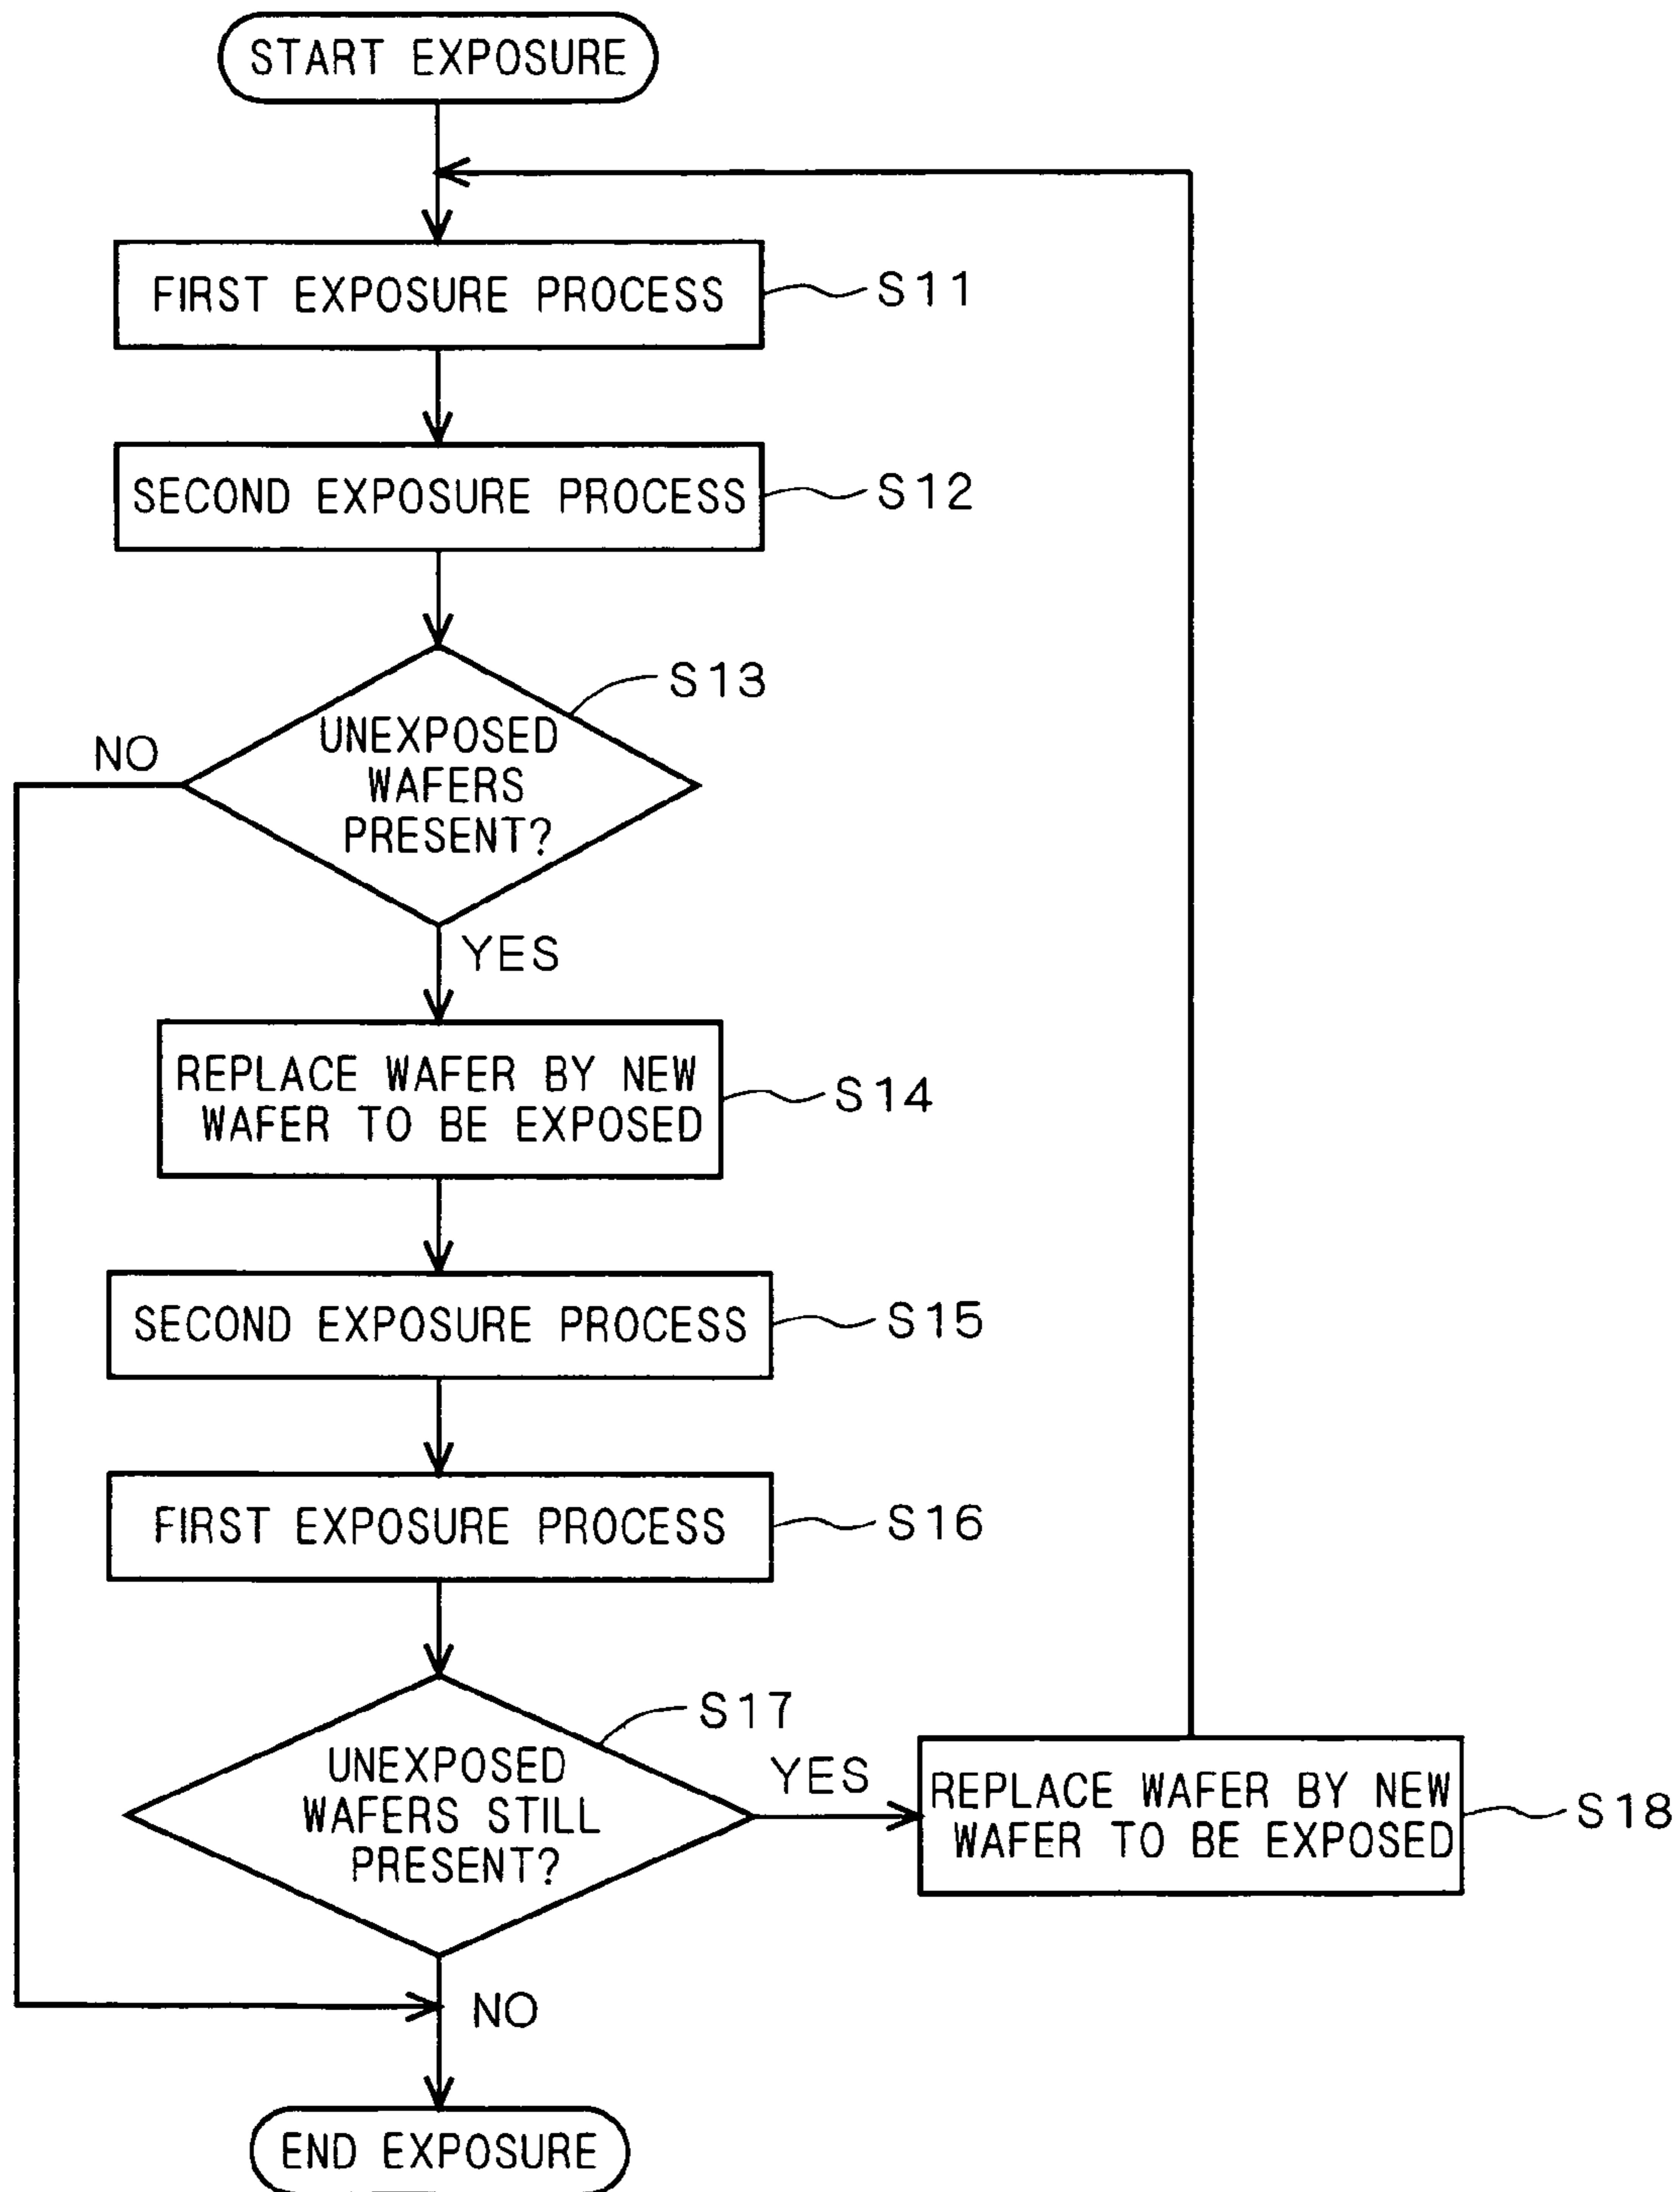 START EXPOSURE
FIRST EXPOSURE PROCESS
S11
SECOND EXPOSURE PROCESS
S12
S13
UNEXPOSED
WAFERS
PRESENT?
NO
YES
REPLACE WAFER BY NEW
WAFER TO BE EXPOSED
S14
SECOND EXPOSURE PROCESS
S15
FIRST EXPOSURE PROCESS
S16
S17
UNEXPOSED
WAFERS STILL
PRESENT?
YES
REPLACE WAFER BY NEW
WAFER TO BE EXPOSED
S18
NO
END EXPOSURE